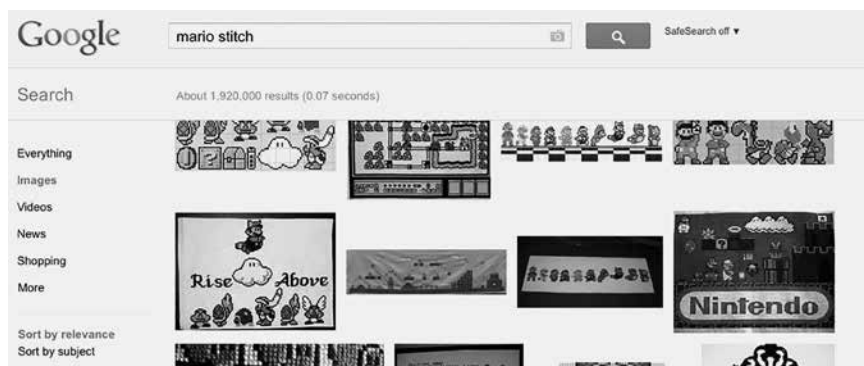 Google
mario stitch
SafeSearch off ▼
Search
About 1,920,000 results (0.07 seconds)
Everything
Images
Videos
News
Shopping
More
Sort by relevance
Sort by subject
?
Rise Above
Nintendo